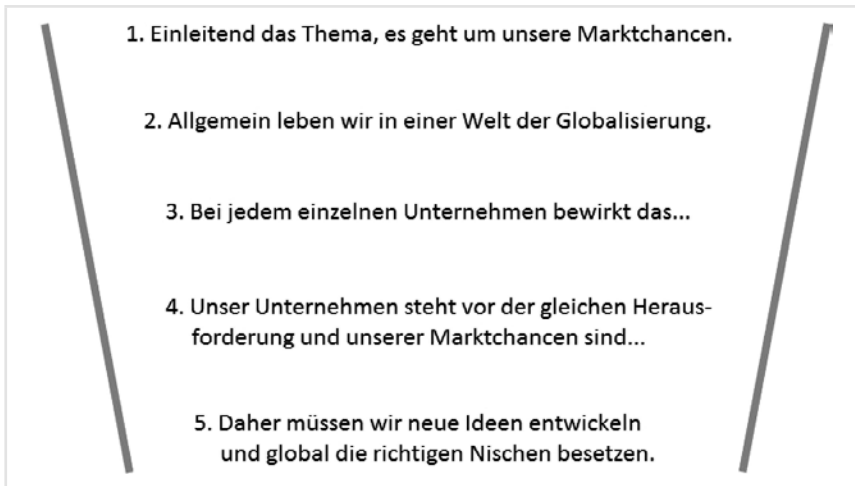 1. Einleitend das Thema, es geht um unsere Marktchancen.
2. Allgemein leben wir in einer Welt der Globalisierung.
3. Bei jedem einzelnen Unternehmen bewirkt das...
4. Unser Unternehmen steht vor der gleichen Heraus-
forderung und unserer Marktchancen sind...
5. Daher müssen wir neue Ideen entwickeln
und global die richtigen Nischen besetzen.